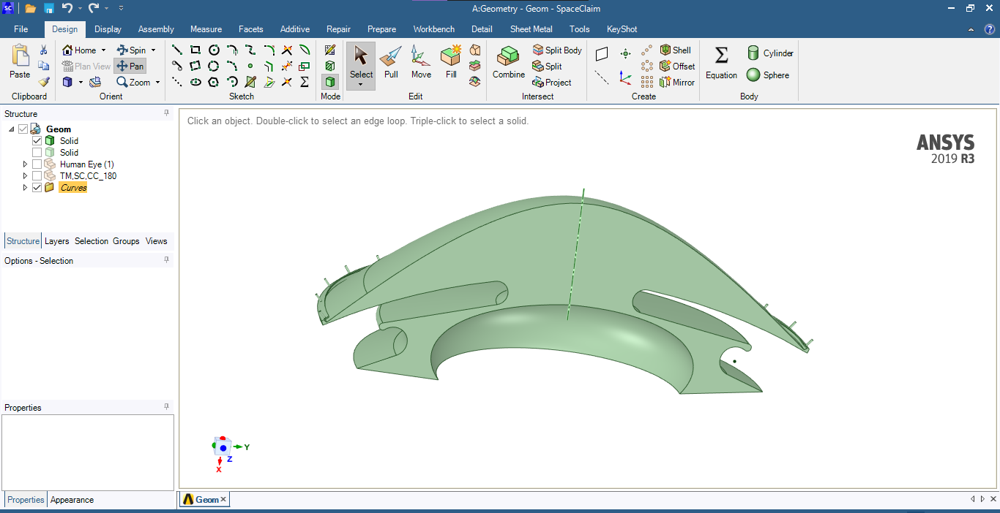 SC
A:Geometry - Geom - SpaceClaim
File Design Display Assembly Measure Facets Additive Repair Prepare Workbench Detail Sheet Metal Tools KeyShot
Paste
Clipboard
Home Spin
Plan View Pan
Zoom
Orient
Sketch
Mode
Select Pull Move Fill
Edit
Combine
Split Body
Split
Project
Intersect
Shell
Offset
Mirror
Create
Equation
Cylinder
Sphere
Body
Structure
Geom
Solid
Solid
Human Eye (1)
TM,SC,CC_180
Curves
Structure Layers Selection Groups Views
Options - Selection
Properties
Properties Appearance
Click an object. Double-click to select an edge loop. Triple-click to select a solid.
ANSYS
2019 R3
Y
Z
X
Geom